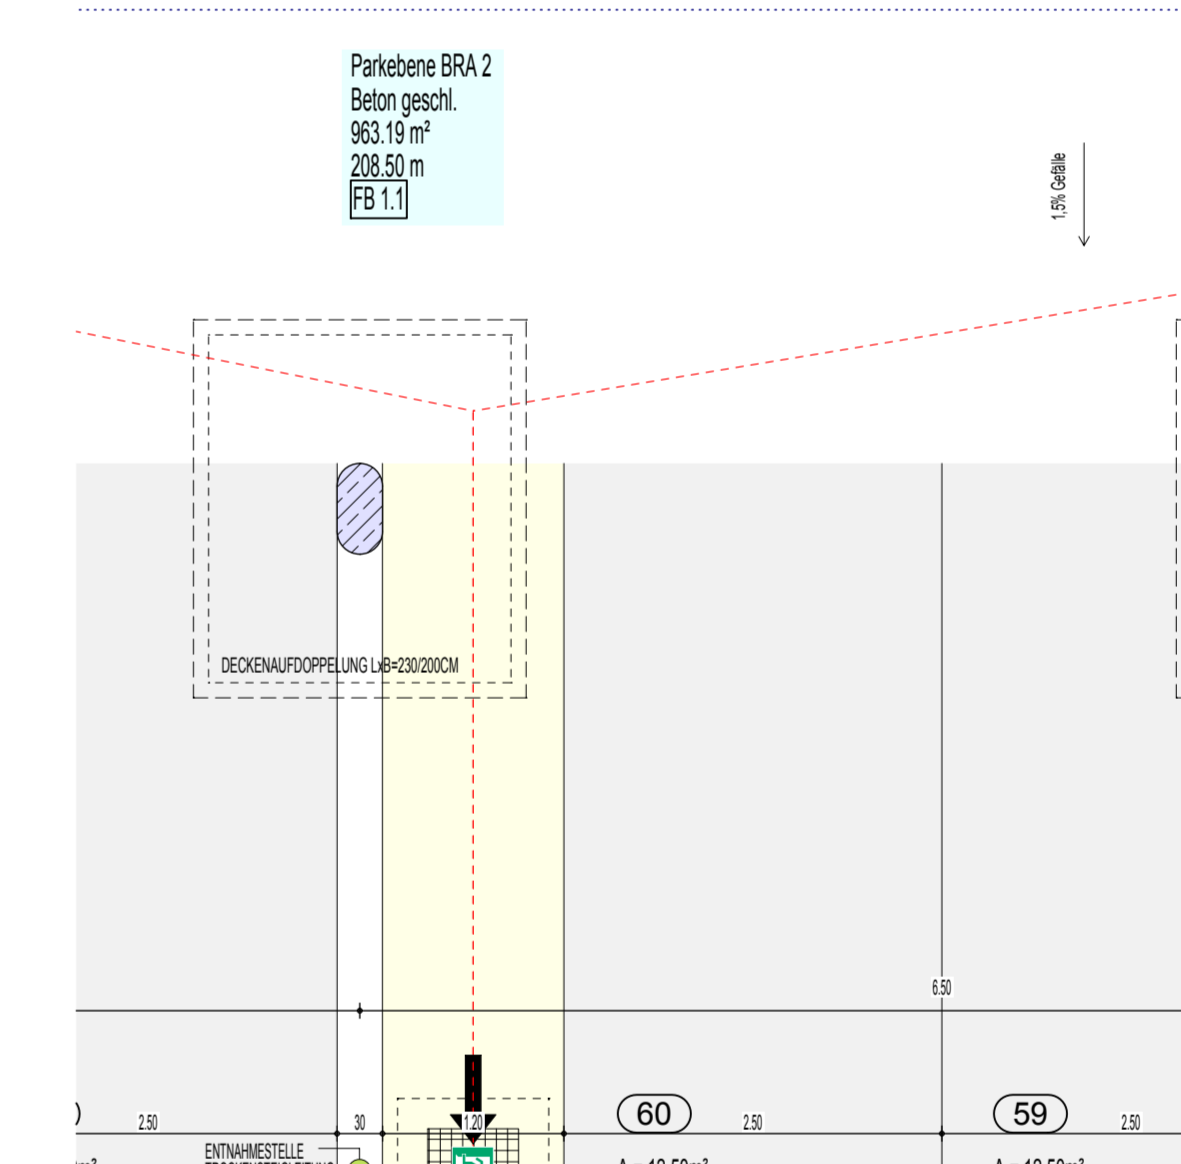 Parkebene BRA 2
Beton geschl.
963.19 m²
208.50 m
FB 1.1
1,5% Gefälle
DECKENAUFDOPPELUNG LxB=230/200CM
6.50
60
59
2.50
30
1.20
2.50
2.50
ENTNAHMESTELLE